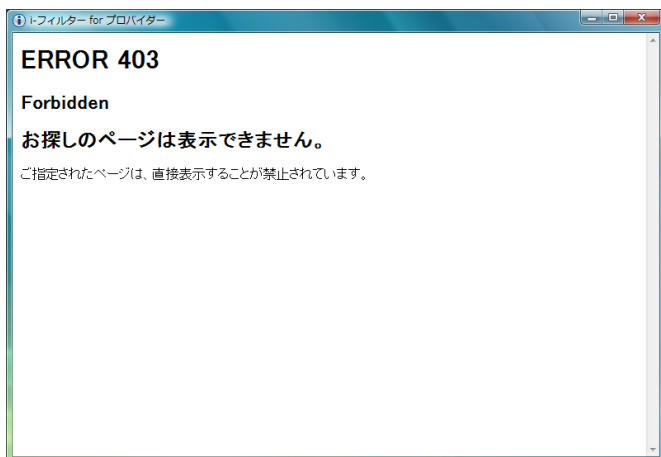 i-フィルター for プロバイダー
ERROR 403
Forbidden
お探しのページは表示できません。
ご指定されたページは、直接表示することが禁止されています。